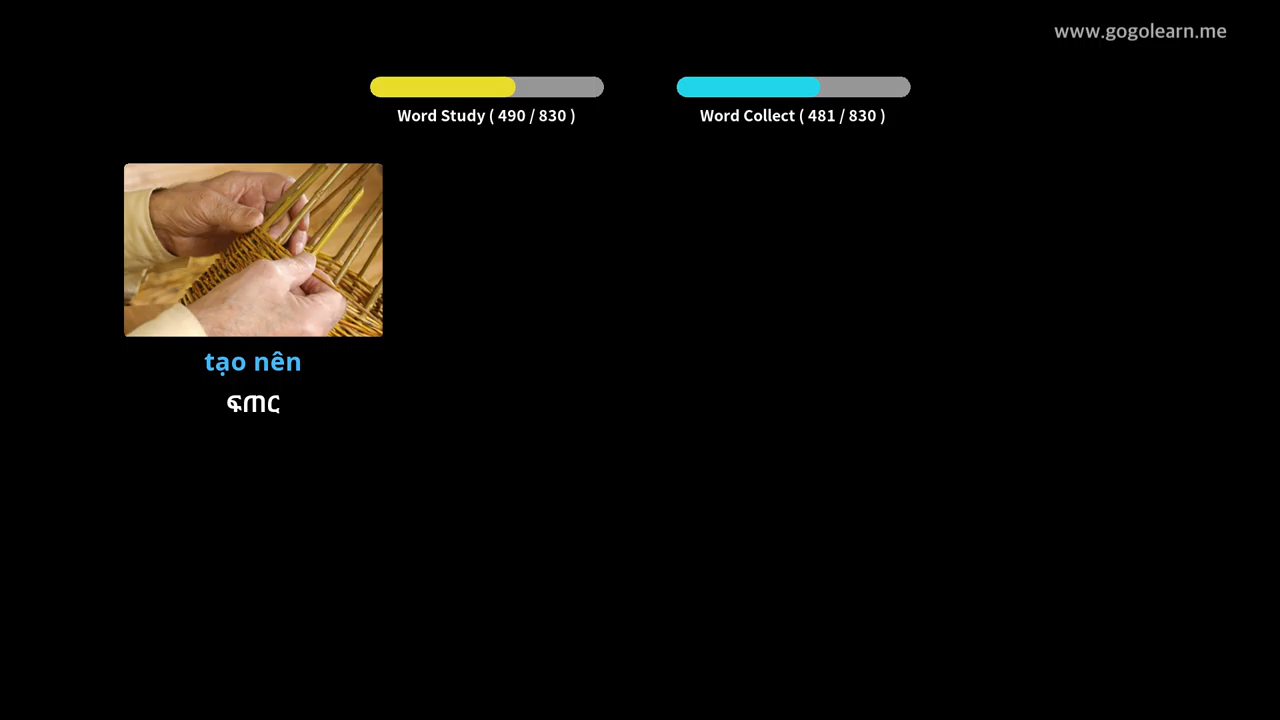 www.gogolearn.me
Word Study ( 490 / 830 )
Word Collect ( 481 / 830 )
tạo nên
ፍጠር